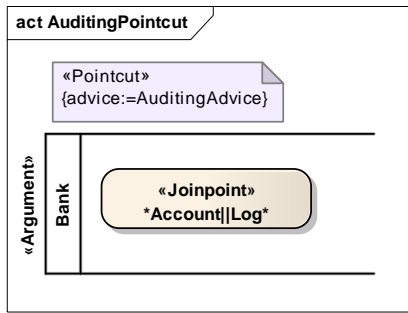 act AuditingPointcut
«Pointcut»
{advice:=AuditingAdvice}
«Argument»
Bank
«Joinpoint»
*Account||Log*